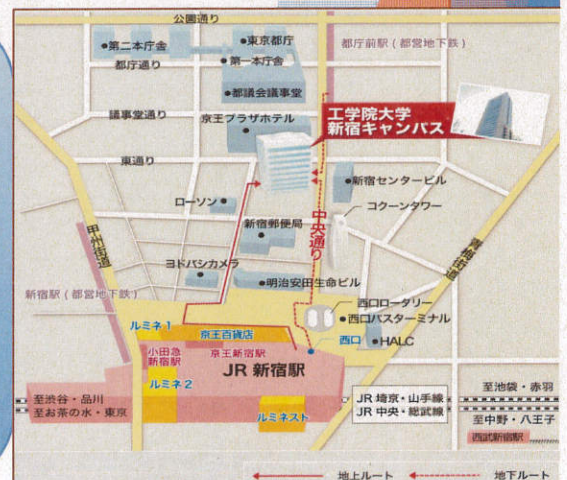 公園通り
第二本庁舎
東京都庁
都庁前駅(都営地下鉄)
都庁通り
第一本庁舎
都議会議事堂
議事堂通り
京王プラザホテル
工学院大学
新宿キャンパス
東通り
新宿センタービル
ローソン
コクーンタワー
中央通り
新宿郵便局
甲州街道
青梅街道
ヨドバシカメラ
明治安田生命ビル
新宿駅(都営地下鉄)
西口ロータリー
西口バスターミナル
ルミネ1
京王百貨店
西口
HALC
小田急
新宿駅
京王新宿駅
JR 新宿駅
ルミネ2
至渋谷・品川
至お茶の水・東京
ルミネスト
JR 埼京・山手線
JR 中央・総武線
至池袋・赤羽
至中野・八王子
西武新宿駅
地上ルート
地下ルート